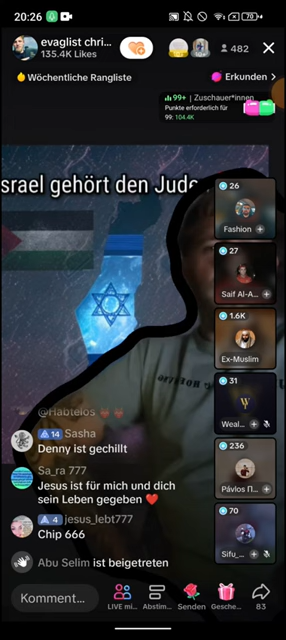 20:26
70
evaglist chri...
135.4K Likes
482
Wöchentliche Rangliste
Erkunden >
99+ | Zuschauer*innen
Punkte erforderlich für
99: 104.4K
srael gehört den Jude
26
Fashion +
27
Saif Al-A... +
1.6K
Ex-Muslim
31
Weal... +
236
Pávlos Π... +
70
Sifu_... +
@Habtelos
14 Sasha
Denny ist gechillt
Sa_ra 777
Jesus ist für mich und dich
sein Leben gegeben ❤️
4 jesus_lebt777
Chip 666
Abu Selim ist beigetreten
Komment...
LIVE mi...
Abstim...
Senden
Gesche...
83